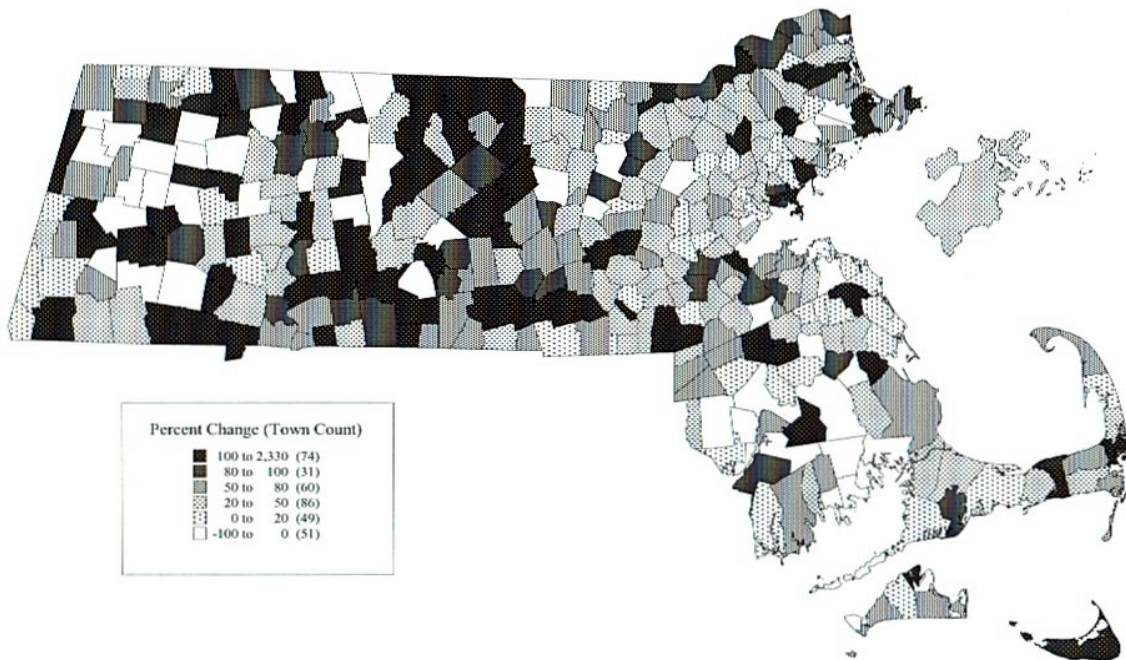 Percent Change (Town Count)
100 to 2,330 (74)
80 to 100 (31)
50 to 80 (60)
20 to 50 (86)
0 to 20 (49)
-100 to 0 (51)